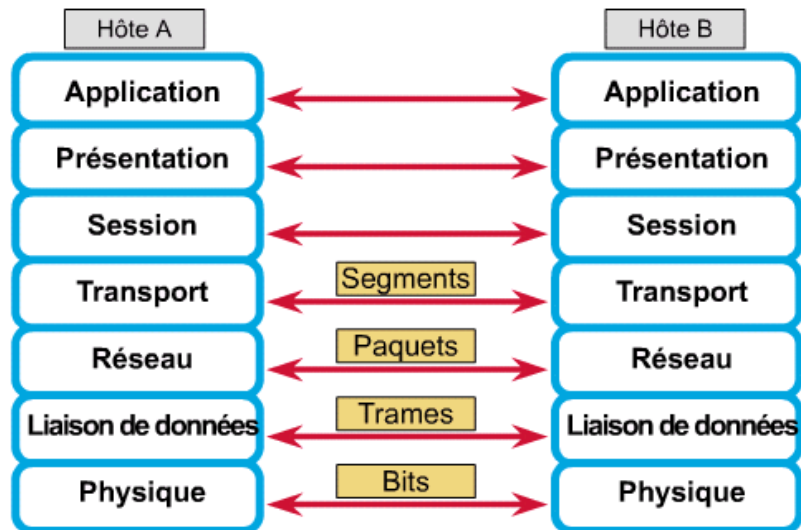 Hôte A
Hôte B
Application
Application
Présentation
Présentation
Session
Session
Transport
Segments
Transport
Réseau
Paquets
Réseau
Liaison de données
Trames
Liaison de données
Physique
Bits
Physique